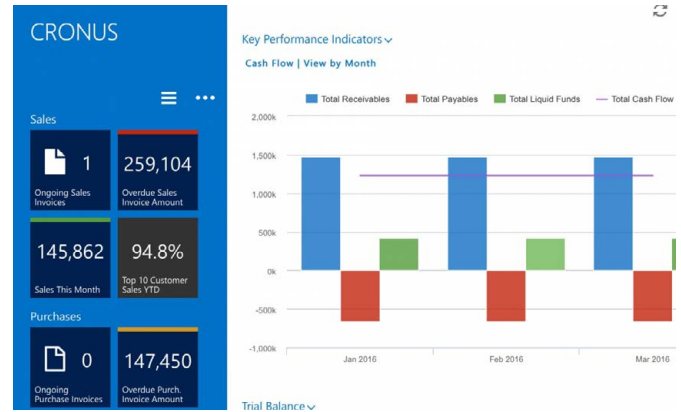 CRONUS
Sales
1
Ongoing Sales
Invoices
259,104
Overdue Sales
Invoice Amount
145,862
Sales This Month
94.8%
Top 10 Customer
Sales YTD
Purchases
0
Ongoing
Purchase Invoices
147,450
Overdue Purch.
Invoice Amount
Key Performance Indicators
Cash Flow | View by Month
Total Receivables Total Payables Total Liquid Funds Total Cash Flow
2,000k
1,500k
1,000k
500k
0k
-500k
-1,000k
Jan 2016 Feb 2016 Mar 2016
Trial Balance